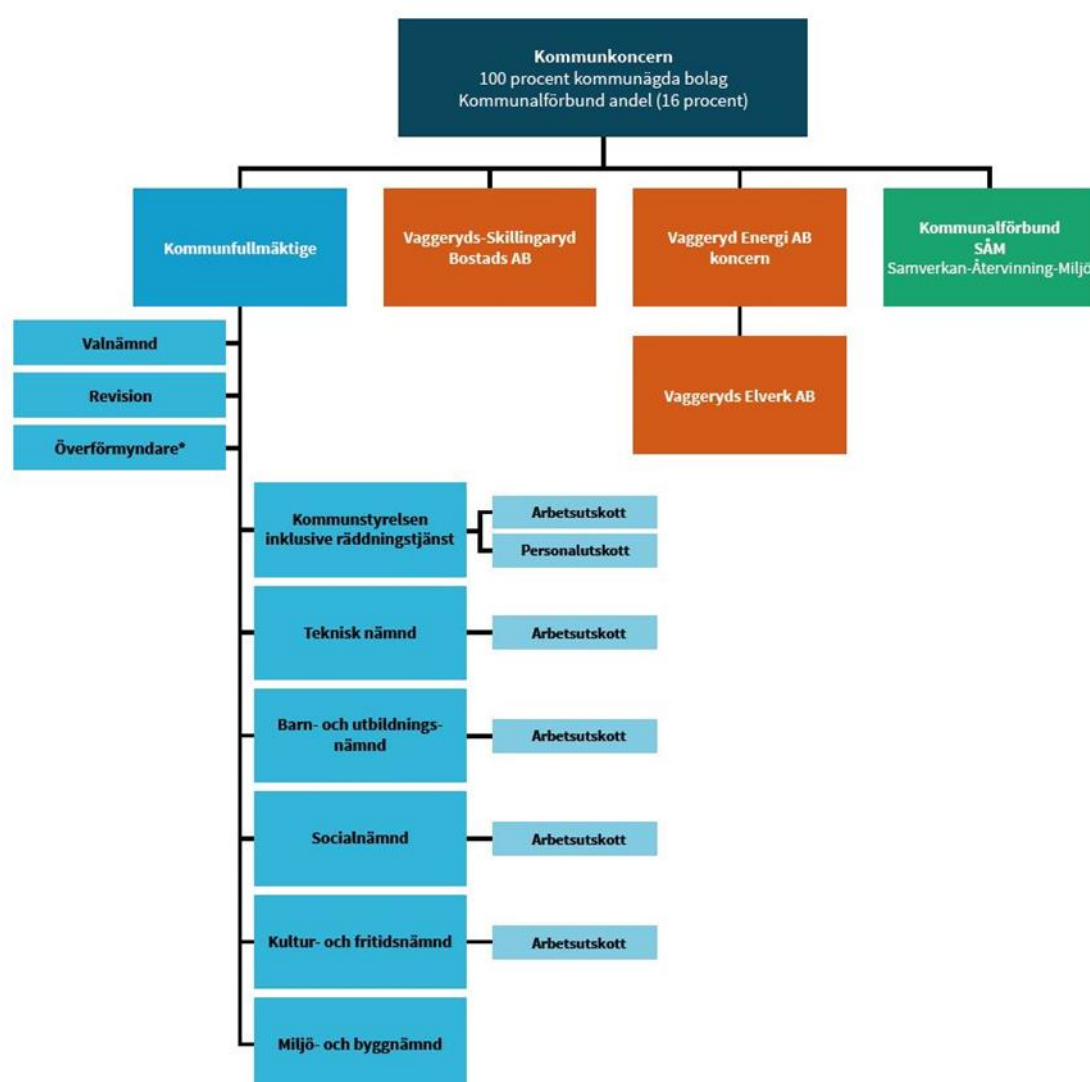 Kommunkoncern
100 procent kommunägda bolag
Kommunalförbund andel (16 procent)
Kommunfullmäktige
Vaggeryds-Skillingaryd
Bostads AB
Vaggeryd Energi AB
koncern
Kommunalförbund
SÅM
Samverkan-Återvinning-Miljö
Vaggeryds Elverk AB
Valnämnd
Revision
Överförmyndare*
Kommunstyrelsen
inklusive räddningstjänst
Arbetsutskott
Personalutskott
Teknisk nämnd
Arbetsutskott
Barn- och utbildnings-
nämnd
Arbetsutskott
Socialnämnd
Arbetsutskott
Kultur- och fritidsnämnd
Arbetsutskott
Miljö- och byggnämnd